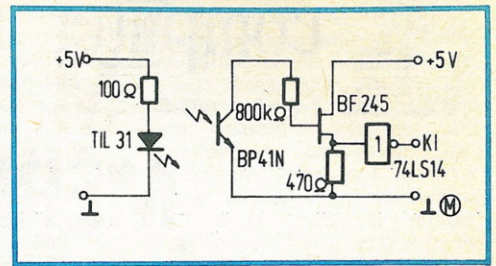 +5V
100Ω
TIL 31
⊥
800kΩ
BP41N
470Ω
BF 245
+5V
1
KI
74LS14
⊥ M